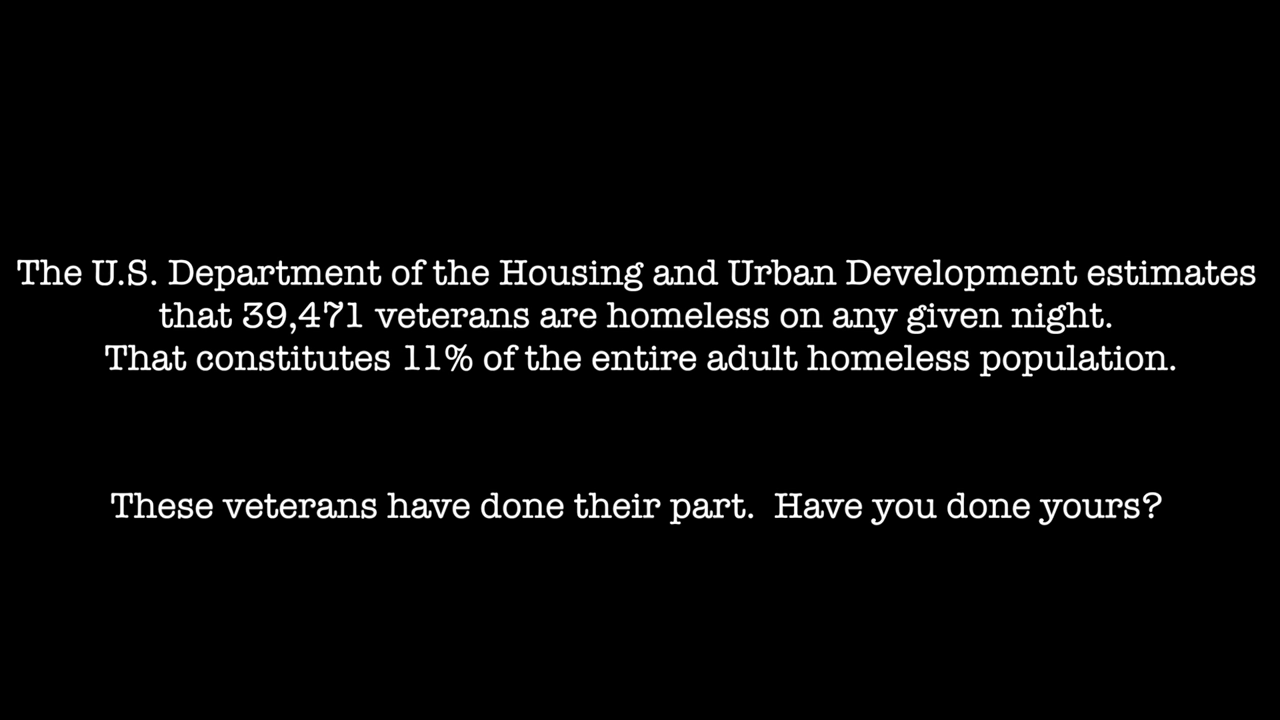 The U.S. Department of the Housing and Urban Development estimates
that 39,471 veterans are homeless on any given night.
That constitutes 11% of the entire adult homeless population.
These veterans have done their part.  Have you done yours?